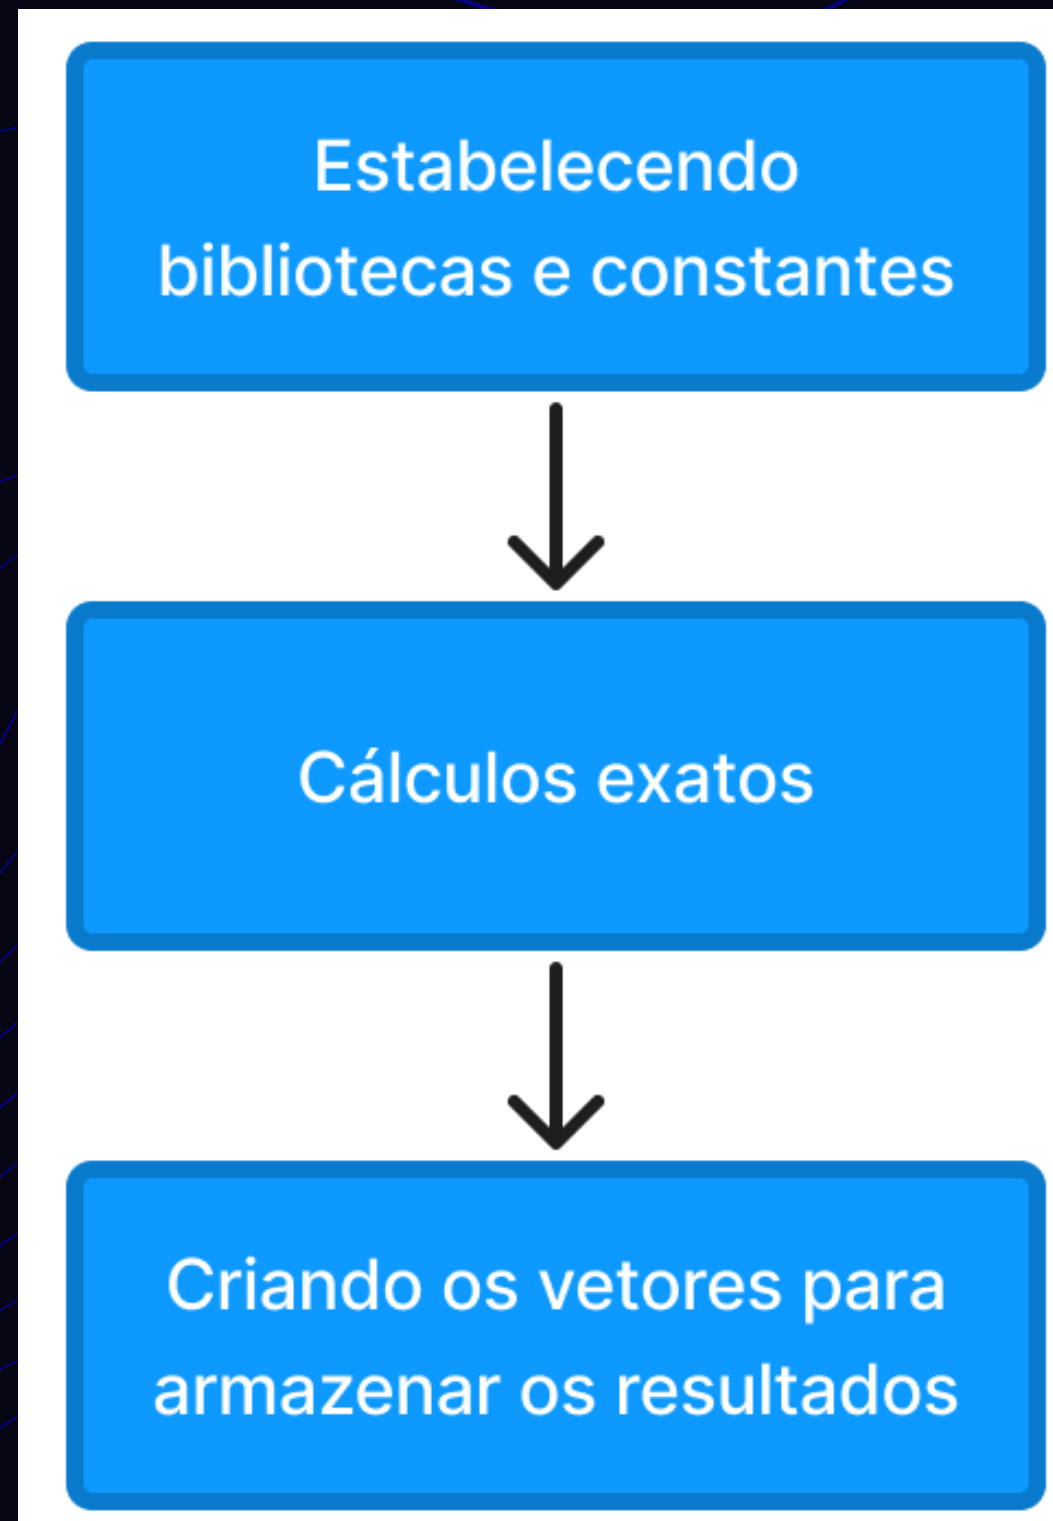 Estabelecendo
bibliotecas e constantes
Cálculos exatos
Criando os vetores para
armazenar os resultados